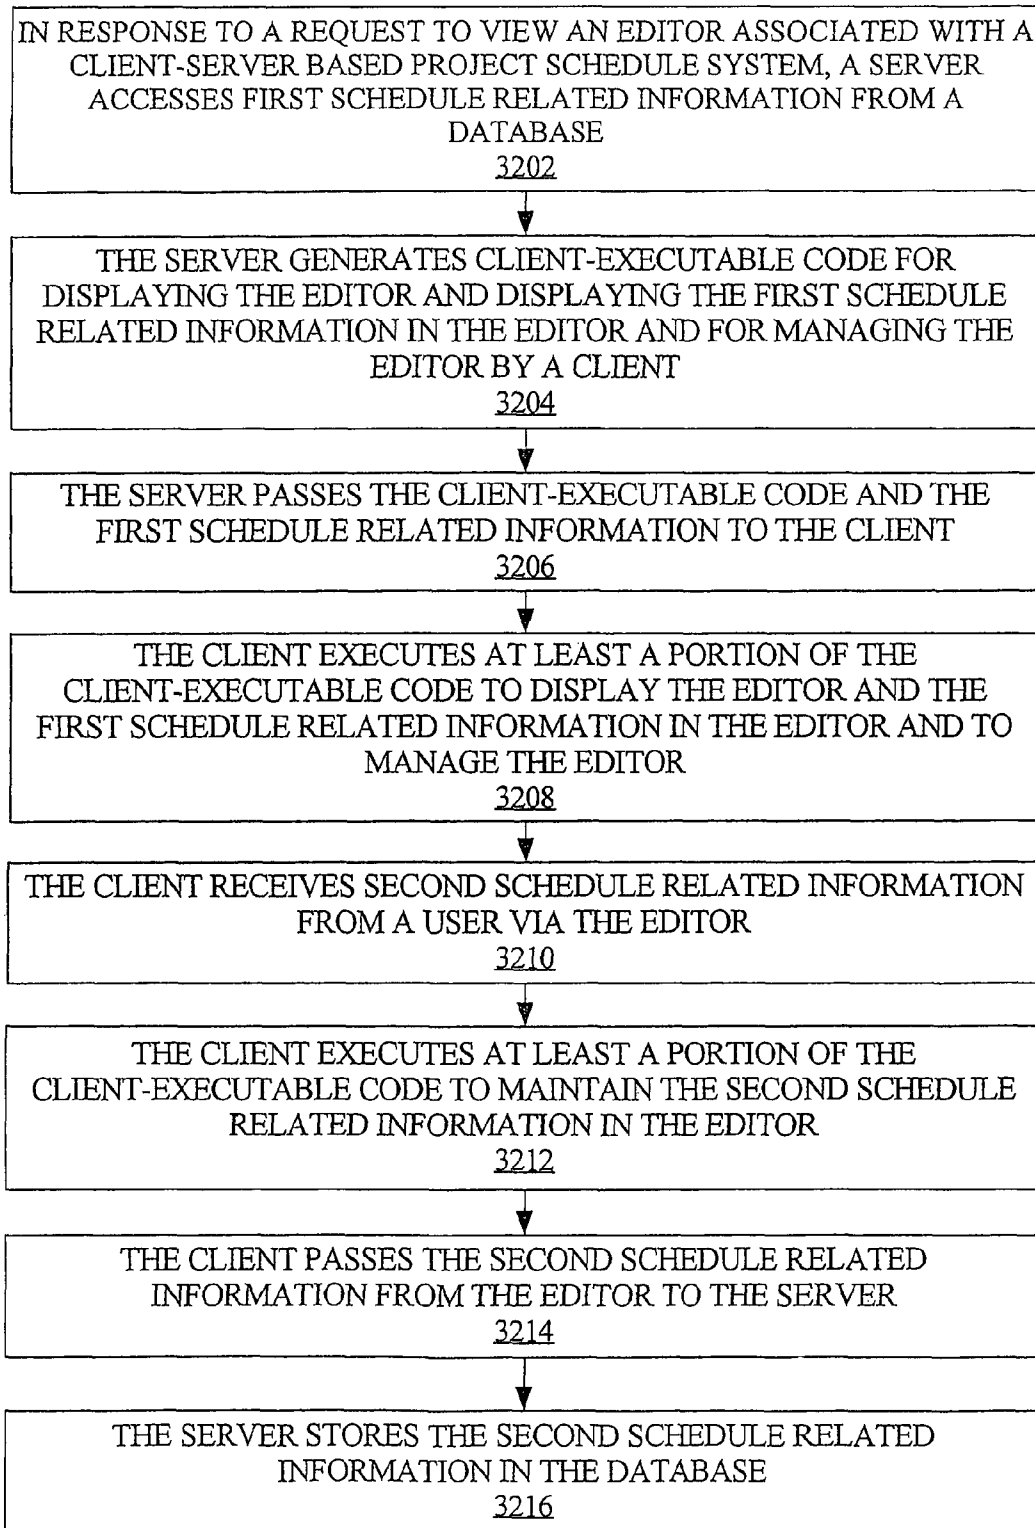 IN RESPONSE TO A REQUEST TO VIEW AN EDITOR ASSOCIATED WITH A
CLIENT-SERVER BASED PROJECT SCHEDULE SYSTEM, A SERVER
ACCESSES FIRST SCHEDULE RELATED INFORMATION FROM A
DATABASE
3202
THE SERVER GENERATES CLIENT-EXECUTABLE CODE FOR
DISPLAYING THE EDITOR AND DISPLAYING THE FIRST SCHEDULE
RELATED INFORMATION IN THE EDITOR AND FOR MANAGING THE
EDITOR BY A CLIENT
3204
THE SERVER PASSES THE CLIENT-EXECUTABLE CODE AND THE
FIRST SCHEDULE RELATED INFORMATION TO THE CLIENT
3206
THE CLIENT EXECUTES AT LEAST A PORTION OF THE
CLIENT-EXECUTABLE CODE TO DISPLAY THE EDITOR AND THE
FIRST SCHEDULE RELATED INFORMATION IN THE EDITOR AND TO
MANAGE THE EDITOR
3208
THE CLIENT RECEIVES SECOND SCHEDULE RELATED INFORMATION
FROM A USER VIA THE EDITOR
3210
THE CLIENT EXECUTES AT LEAST A PORTION OF THE
CLIENT-EXECUTABLE CODE TO MAINTAIN THE SECOND SCHEDULE
RELATED INFORMATION IN THE EDITOR
3212
THE CLIENT PASSES THE SECOND SCHEDULE RELATED
INFORMATION FROM THE EDITOR TO THE SERVER
3214
THE SERVER STORES THE SECOND SCHEDULE RELATED
INFORMATION IN THE DATABASE
3216